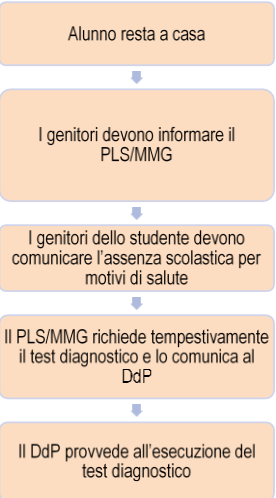 Alunno resta a casa
I genitori devono informare il
PLS/MMG
I genitori dello studente devono
comunicare l'assenza scolastica per
motivi di salute
Il PLS/MMG richiede tempestivamente
il test diagnostico e lo comunica al
DdP
Il DdP provvede all'esecuzione del
test diagnostico